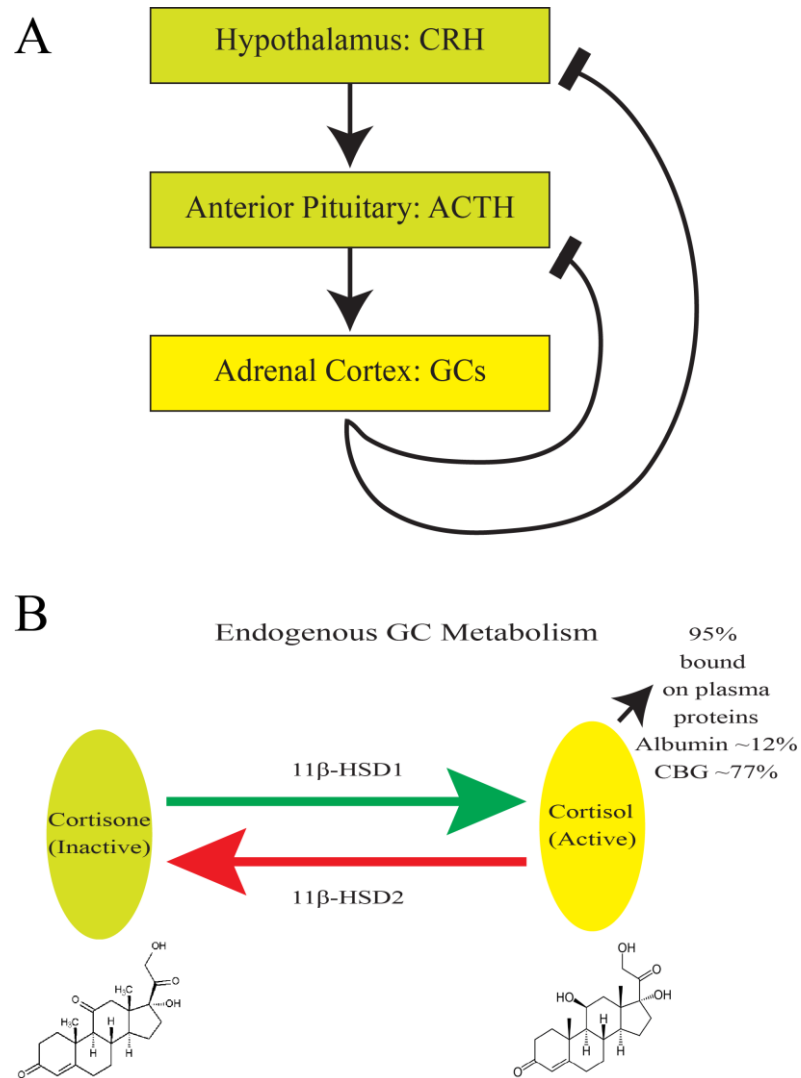 A
Hypothalamus: CRH
Anterior Pituitary: ACTH
Adrenal Cortex: GCs
B
Endogenous GC Metabolism
95%
bound
on plasma
proteins
Albumin ~12%
CBG ~77%
11β-HSD1
Cortisone
(Inactive)
Cortisol
(Active)
11β-HSD2
OH
O
H₃C
O
OH
H₃C
H
H
H
O
OH
O
HO
OH
H
H
H
O